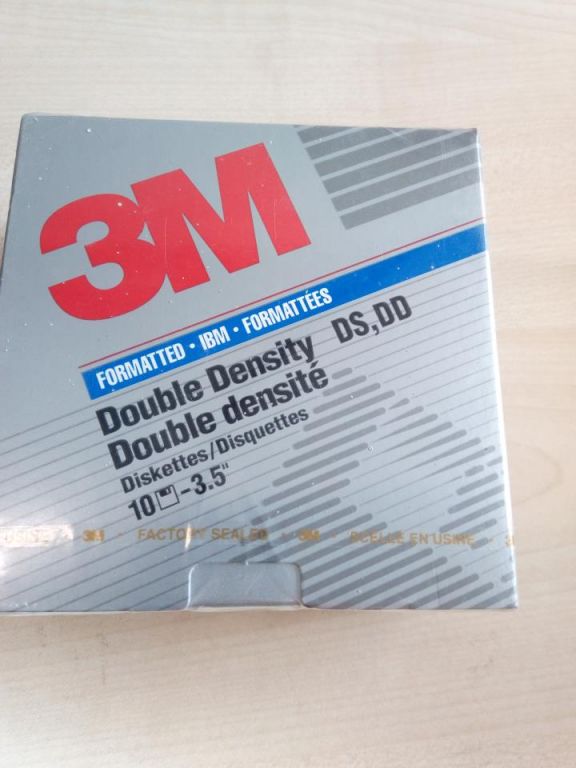 3M
FORMATTED • IBM • FORMATTÉES
Double Density DS,DD
Double densité
Diskettes/Disquettes
10 -3.5"
3M • FACTORY SEALED • 3M • SCELLE EN USINE •